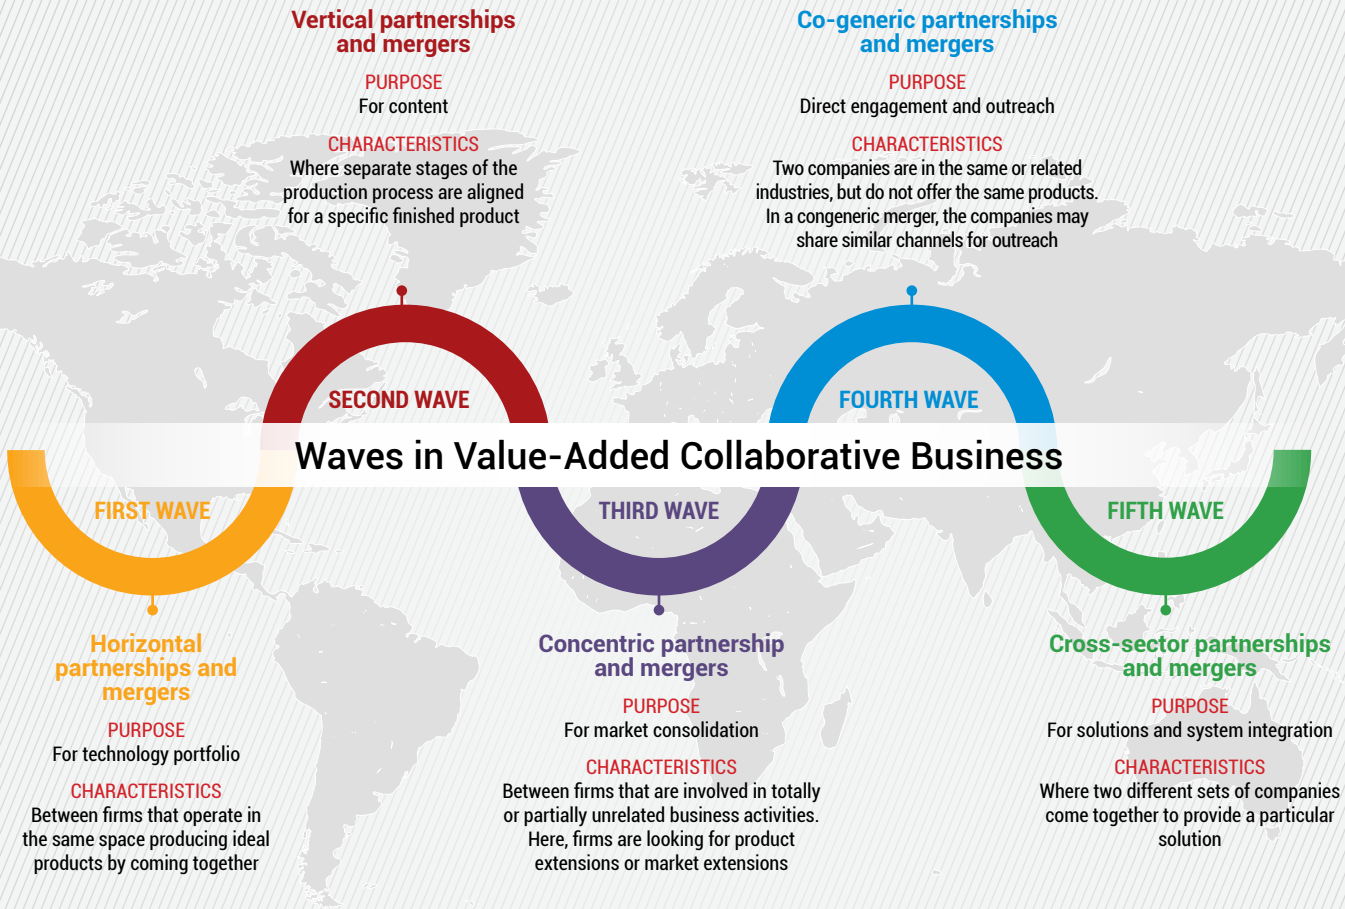 Vertical partnerships
and mergers
PURPOSE
For content
CHARACTERISTICS
Where separate stages of the
production process are aligned
for a specific finished product
Co-generic partnerships
and mergers
PURPOSE
Direct engagement and outreach
CHARACTERISTICS
Two companies are in the same or related
industries, but do not offer the same products.
In a congeneric merger, the companies may
share similar channels for outreach
SECOND WAVE
FOURTH WAVE
Waves in Value-Added Collaborative Business
FIRST WAVE
THIRD WAVE
FIFTH WAVE
Horizontal
partnerships and
mergers
PURPOSE
For technology portfolio
CHARACTERISTICS
Between firms that operate in
the same space producing ideal
products by coming together
Concentric partnership
and mergers
PURPOSE
For market consolidation
CHARACTERISTICS
Between firms that are involved in totally
or partially unrelated business activities.
Here, firms are looking for product
extensions or market extensions
Cross-sector partnerships
and mergers
PURPOSE
For solutions and system integration
CHARACTERISTICS
Where two different sets of companies
come together to provide a particular
solution